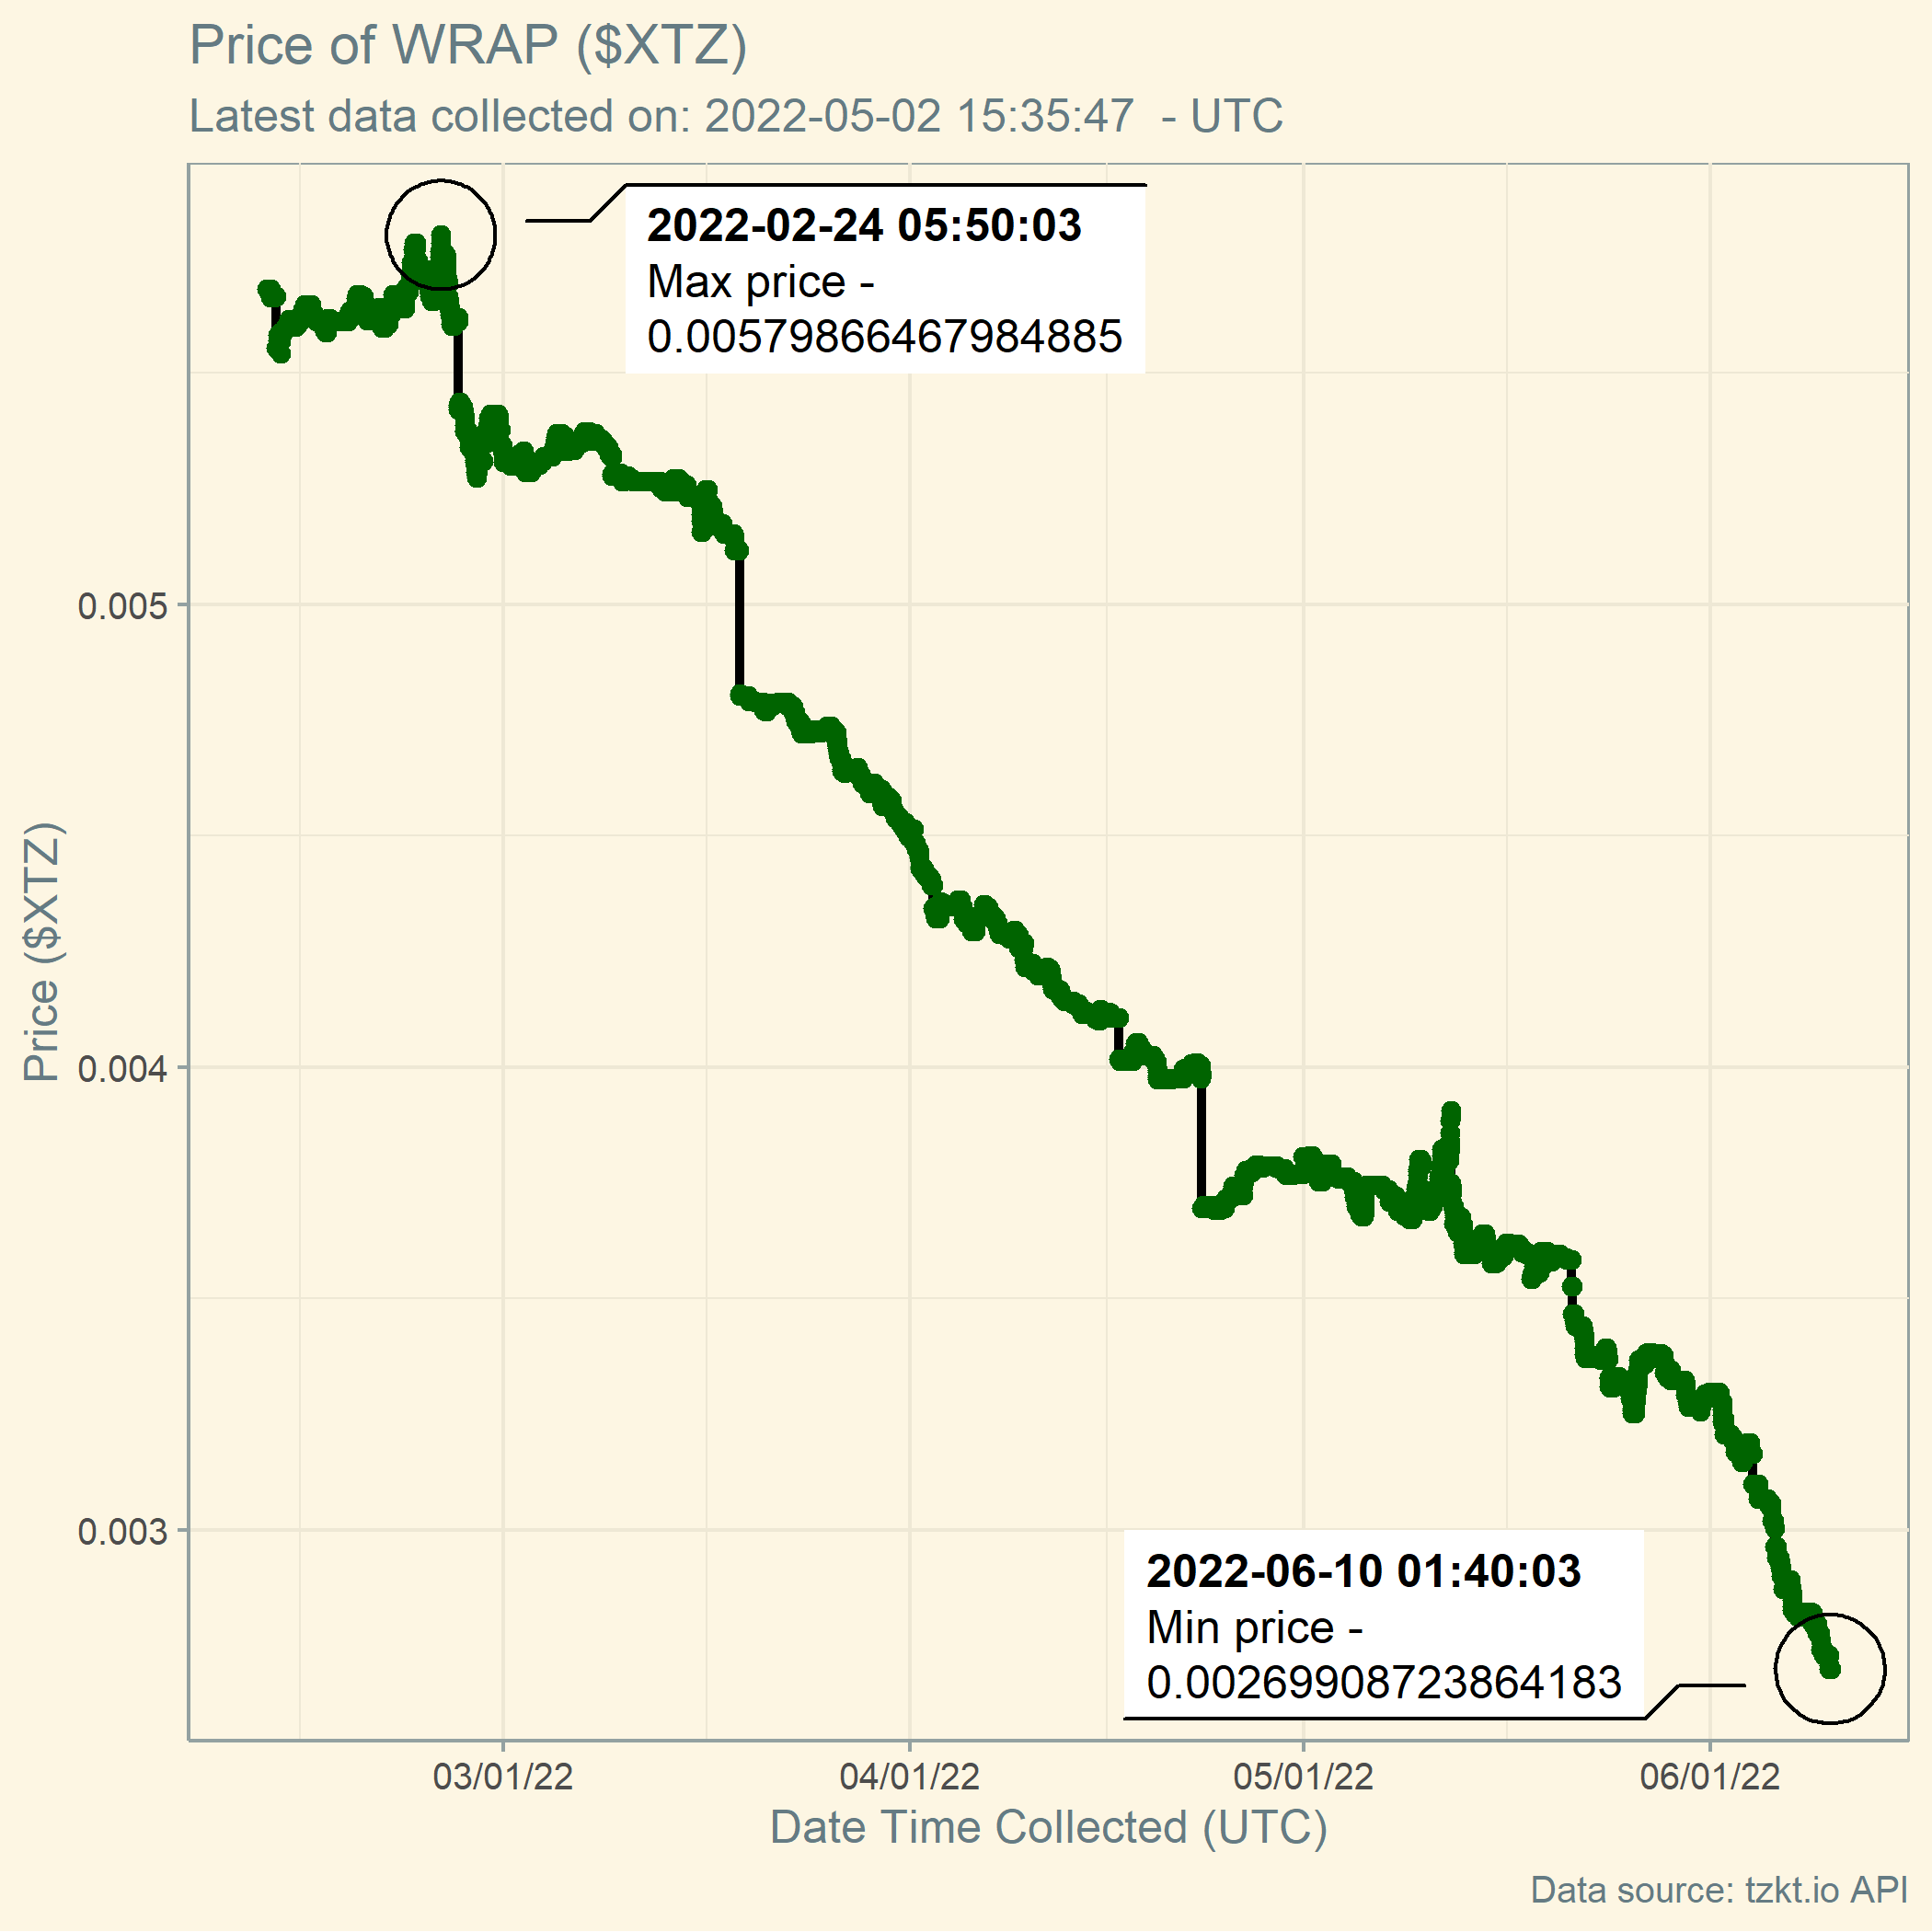 Price of WRAP ($XTZ)
Latest data collected on: 2022-05-02 15:35:47  - UTC
2022-02-24 05:50:03
Max price -
0.00579866467984885
0.005
0.004
0.003
Price ($XTZ)
2022-06-10 01:40:03
Min price -
0.00269908723864183
03/01/22
04/01/22
05/01/22
06/01/22
Date Time Collected (UTC)
Data source: tzkt.io API